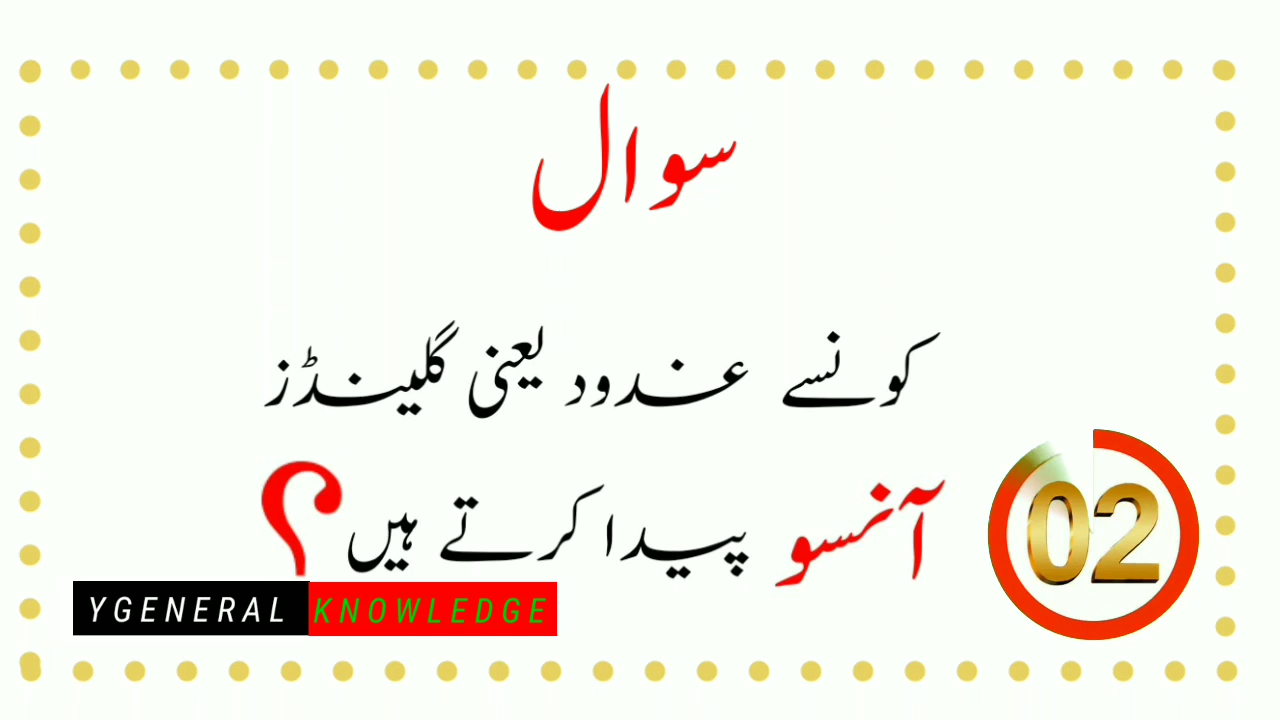 سوال
کونسے غدود یعنی گلینڈز
آنسو پیدا کرتے ہیں؟
02
YGENERAL KNOWLEDGE